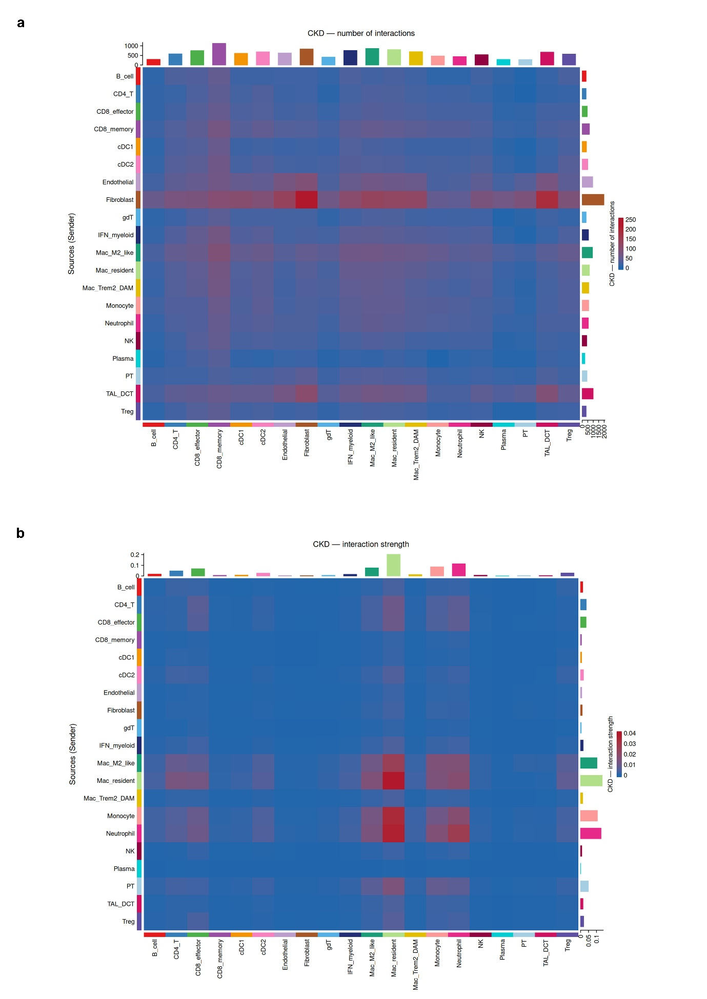 a
CKD — number of interactions
1000
500
0
B_cell
CD4_T
CD8_effector
CD8_memory
cDC1
cDC2
Endothelial
Fibroblast
gdT
IFN_myeloid
Mac_M2_like
Mac_resident
Mac_Trem2_DAM
Monocyte
Neutrophil
NK
Plasma
PT
TAL_DCT
Treg
Sources (Sender)
B_cell
CD4_T
CD8_effector
CD8_memory
cDC1
cDC2
Endothelial
Fibroblast
gdT
IFN_myeloid
Mac_M2_like
Mac_resident
Mac_Trem2_DAM
Monocyte
Neutrophil
NK
Plasma
PT
TAL_DCT
Treg
0
500
1000
1500
2000
CKD — number of interactions
250
200
150
100
50
0
b
CKD — interaction strength
0.2
0.1
0
B_cell
CD4_T
CD8_effector
CD8_memory
cDC1
cDC2
Endothelial
Fibroblast
gdT
IFN_myeloid
Mac_M2_like
Mac_resident
Mac_Trem2_DAM
Monocyte
Neutrophil
NK
Plasma
PT
TAL_DCT
Treg
Sources (Sender)
B_cell
CD4_T
CD8_effector
CD8_memory
cDC1
cDC2
Endothelial
Fibroblast
gdT
IFN_myeloid
Mac_M2_like
Mac_resident
Mac_Trem2_DAM
Monocyte
Neutrophil
NK
Plasma
PT
TAL_DCT
Treg
0
0.05
0.1
CKD — interaction strength
0.04
0.03
0.02
0.01
0